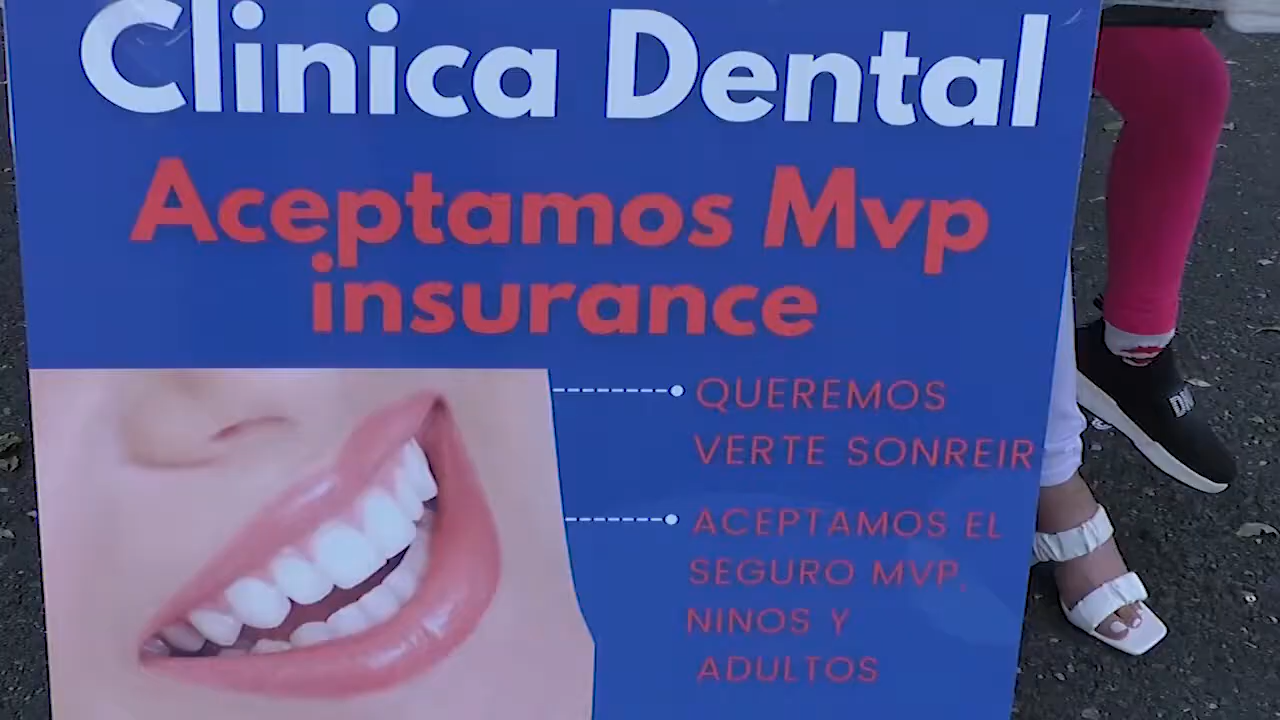 Clinica Dental
Aceptamos Mvp
insurance
QUEREMOS
VERTE SONREIR
ACEPTAMOS EL
SEGURO MVP,
NINOS Y
ADULTOS